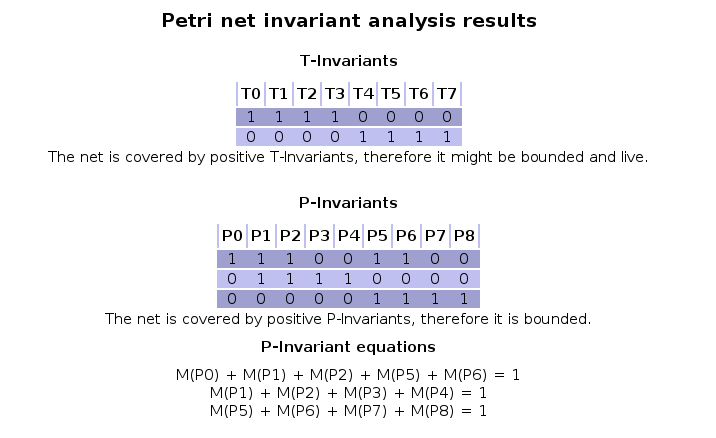 Petri net invariant analysis results
T-Invariants
T0 T1 T2 T3 T4 T5 T6 T7
1 1 1 1 0 0 0 0
0 0 0 0 1 1 1 1
The net is covered by positive T-Invariants, therefore it might be bounded and live.
P-Invariants
P0 P1 P2 P3 P4 P5 P6 P7 P8
1 1 1 0 0 1 1 0 0
0 1 1 1 1 0 0 0 0
0 0 0 0 0 1 1 1 1
The net is covered by positive P-Invariants, therefore it is bounded.
P-Invariant equations
M(P0) + M(P1) + M(P2) + M(P5) + M(P6) = 1
M(P1) + M(P2) + M(P3) + M(P4) = 1
M(P5) + M(P6) + M(P7) + M(P8) = 1